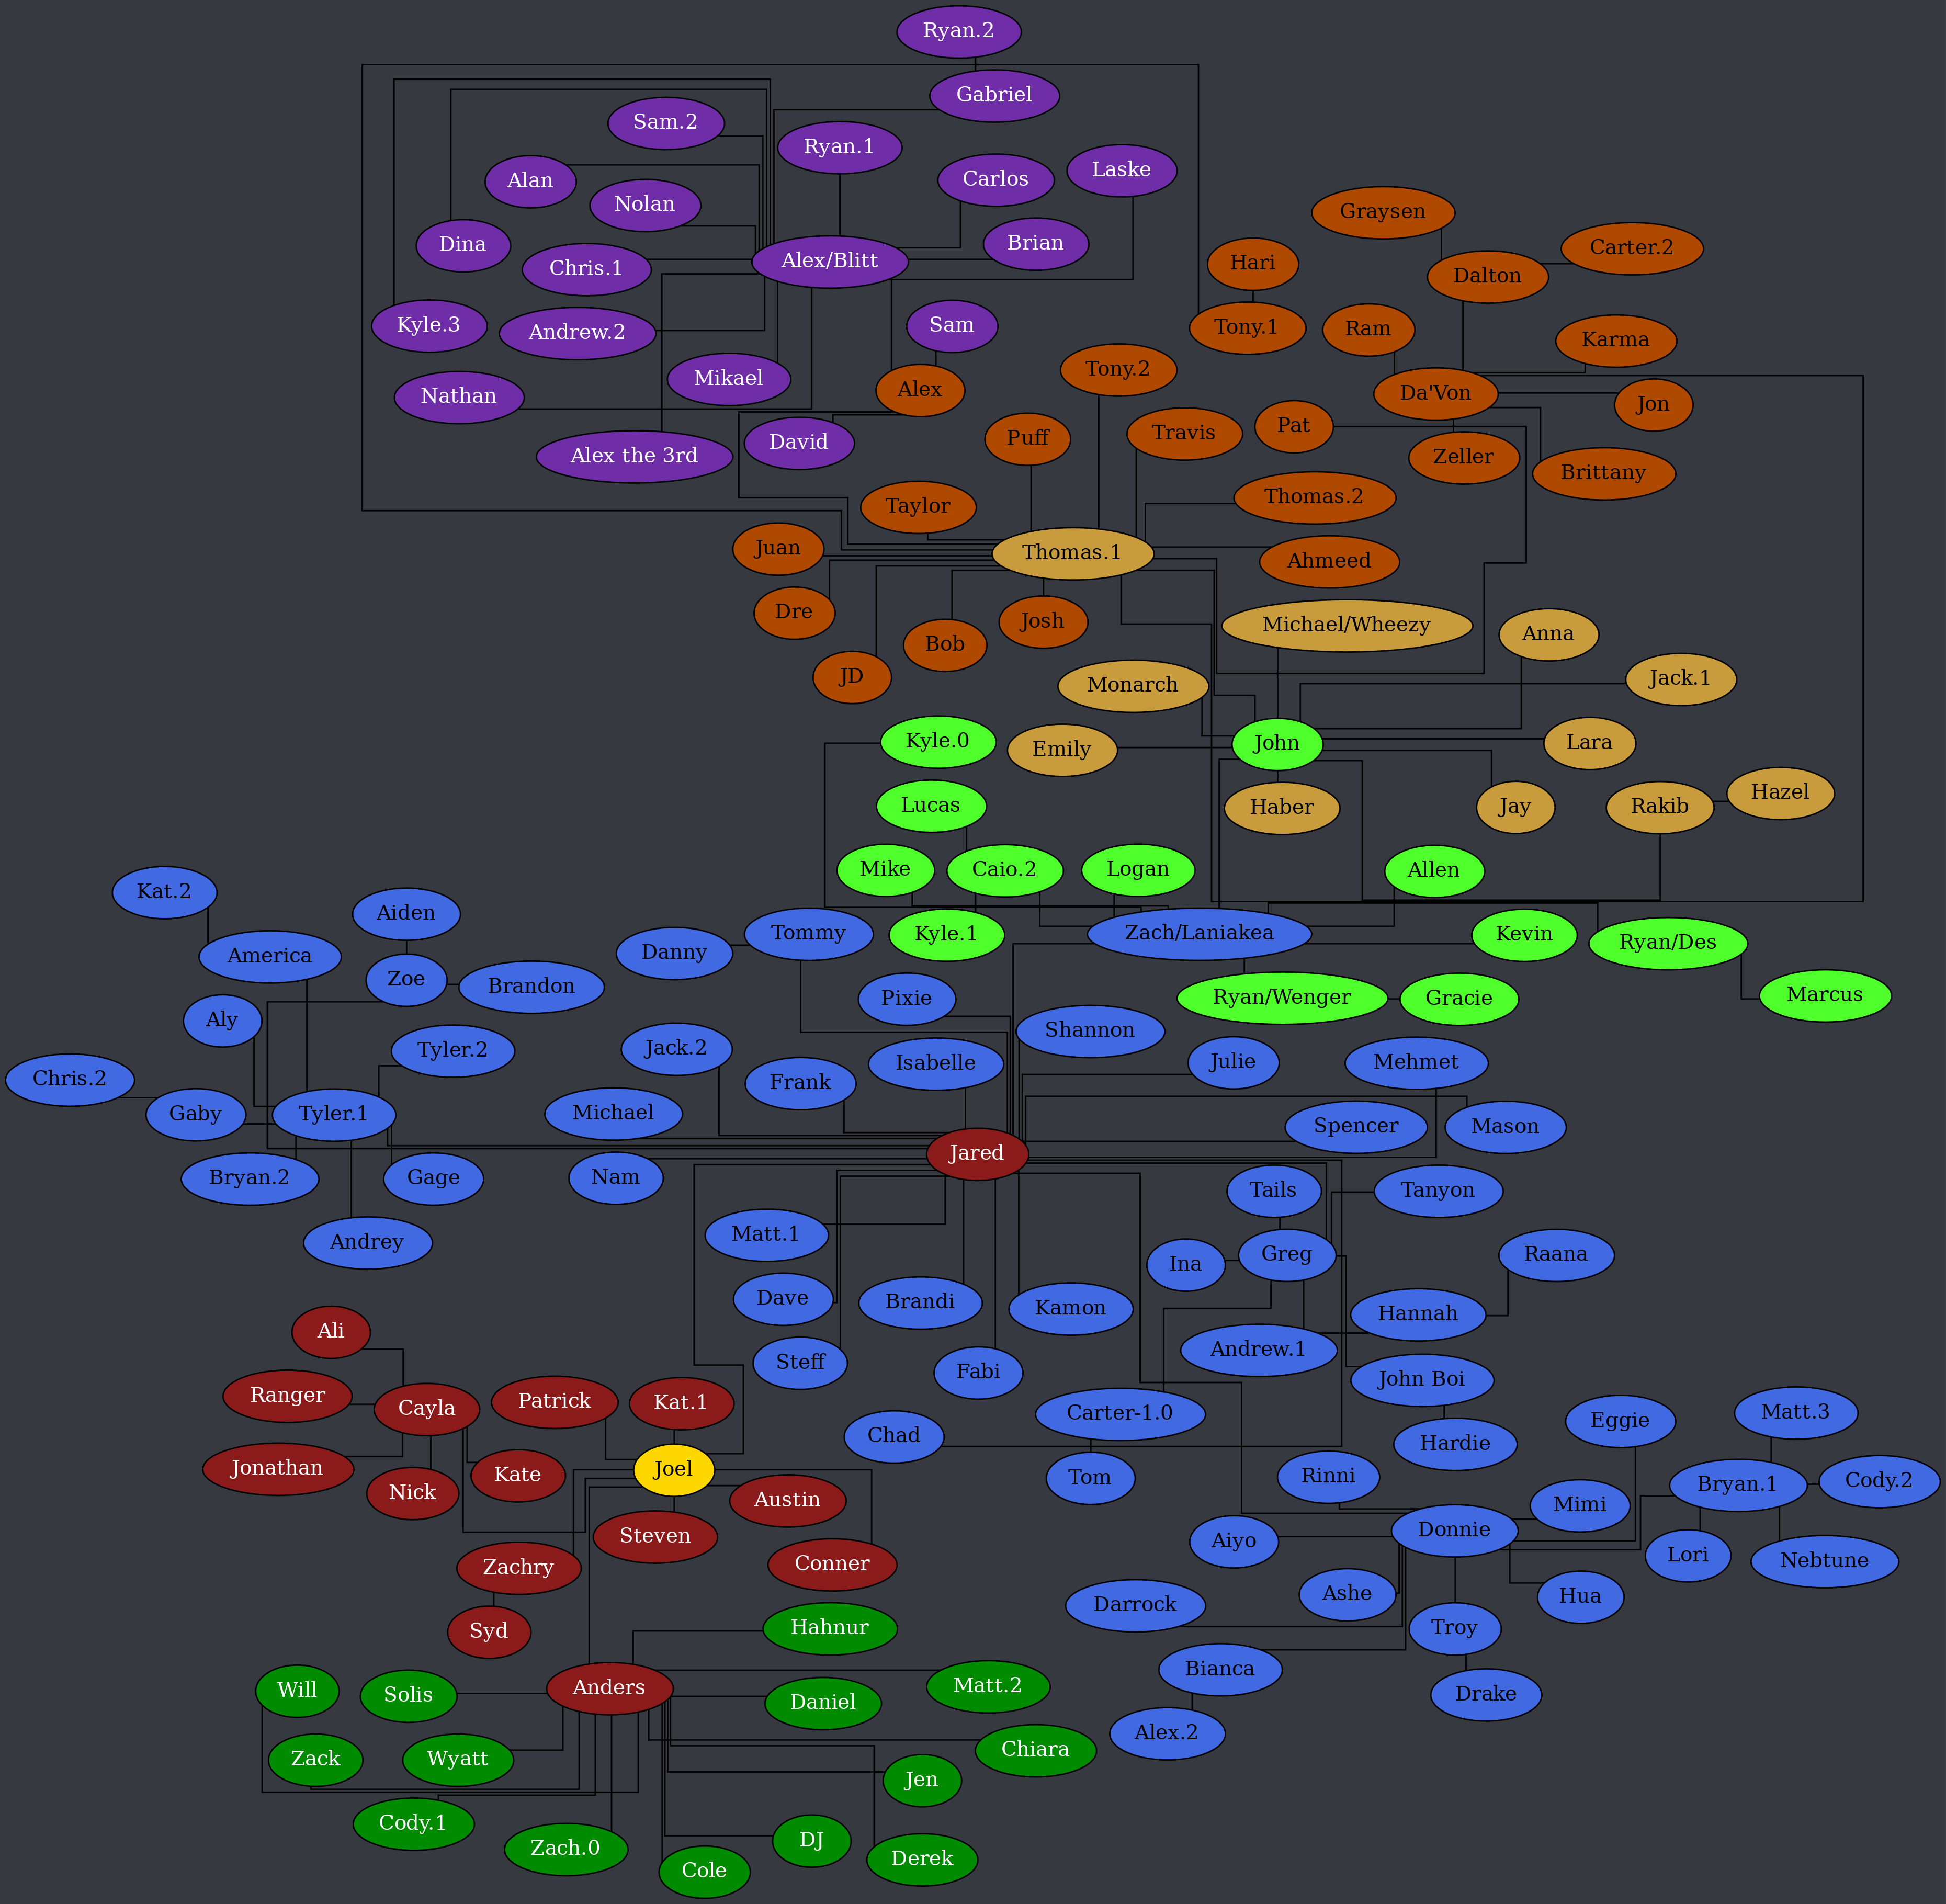 Ryan.2
Gabriel
Sam.2
Ryan.1
Laske
Alan
Carlos
Nolan
Graysen
Dina
Brian
Carter.2
Chris.1
Alex/Blitt
Hari
Dalton
Kyle.3
Andrew.2
Sam
Tony.1
Ram
Karma
Mikael
Tony.2
Nathan
Alex
Da'Von
Jon
David
Puff
Travis
Pat
Alex the 3rd
Zeller
Brittany
Taylor
Thomas.2
Juan
Thomas.1
Ahmeed
Dre
Josh
Michael/Wheezy
Anna
JD
Bob
Monarch
Jack.1
Kyle.0
Emily
John
Lara
Lucas
Haber
Jay
Rakib
Hazel
Mike
Caio.2
Logan
Allen
Kat.2
Aiden
Tommy
Kyle.1
Zach/Laniakea
Kevin
Ryan/Des
America
Danny
Zoe
Brandon
Pixie
Ryan/Wenger
Gracie
Marcus
Aly
Shannon
Tyler.2
Jack.2
Isabelle
Julie
Mehmet
Chris.2
Frank
Gaby
Tyler.1
Michael
Spencer
Mason
Jared
Bryan.2
Gage
Nam
Tails
Tanyon
Andrey
Matt.1
Ina
Greg
Raana
Dave
Brandi
Kamon
Hannah
Ali
Steff
Fabi
Andrew.1
John Boi
Ranger
Cayla
Patrick
Kat.1
Carter-1.0
Eggie
Matt.3
Chad
Hardie
Jonathan
Nick
Kate
Joel
Tom
Rinni
Bryan.1
Cody.2
Austin
Mimi
Steven
Aiyo
Donnie
Zachry
Conner
Lori
Nebtune
Syd
Hahnur
Darrock
Ashe
Troy
Hua
Will
Solis
Anders
Daniel
Matt.2
Bianca
Drake
Zack
Wyatt
Chiara
Alex.2
Jen
Cody.1
Zach.0
Cole
DJ
Derek